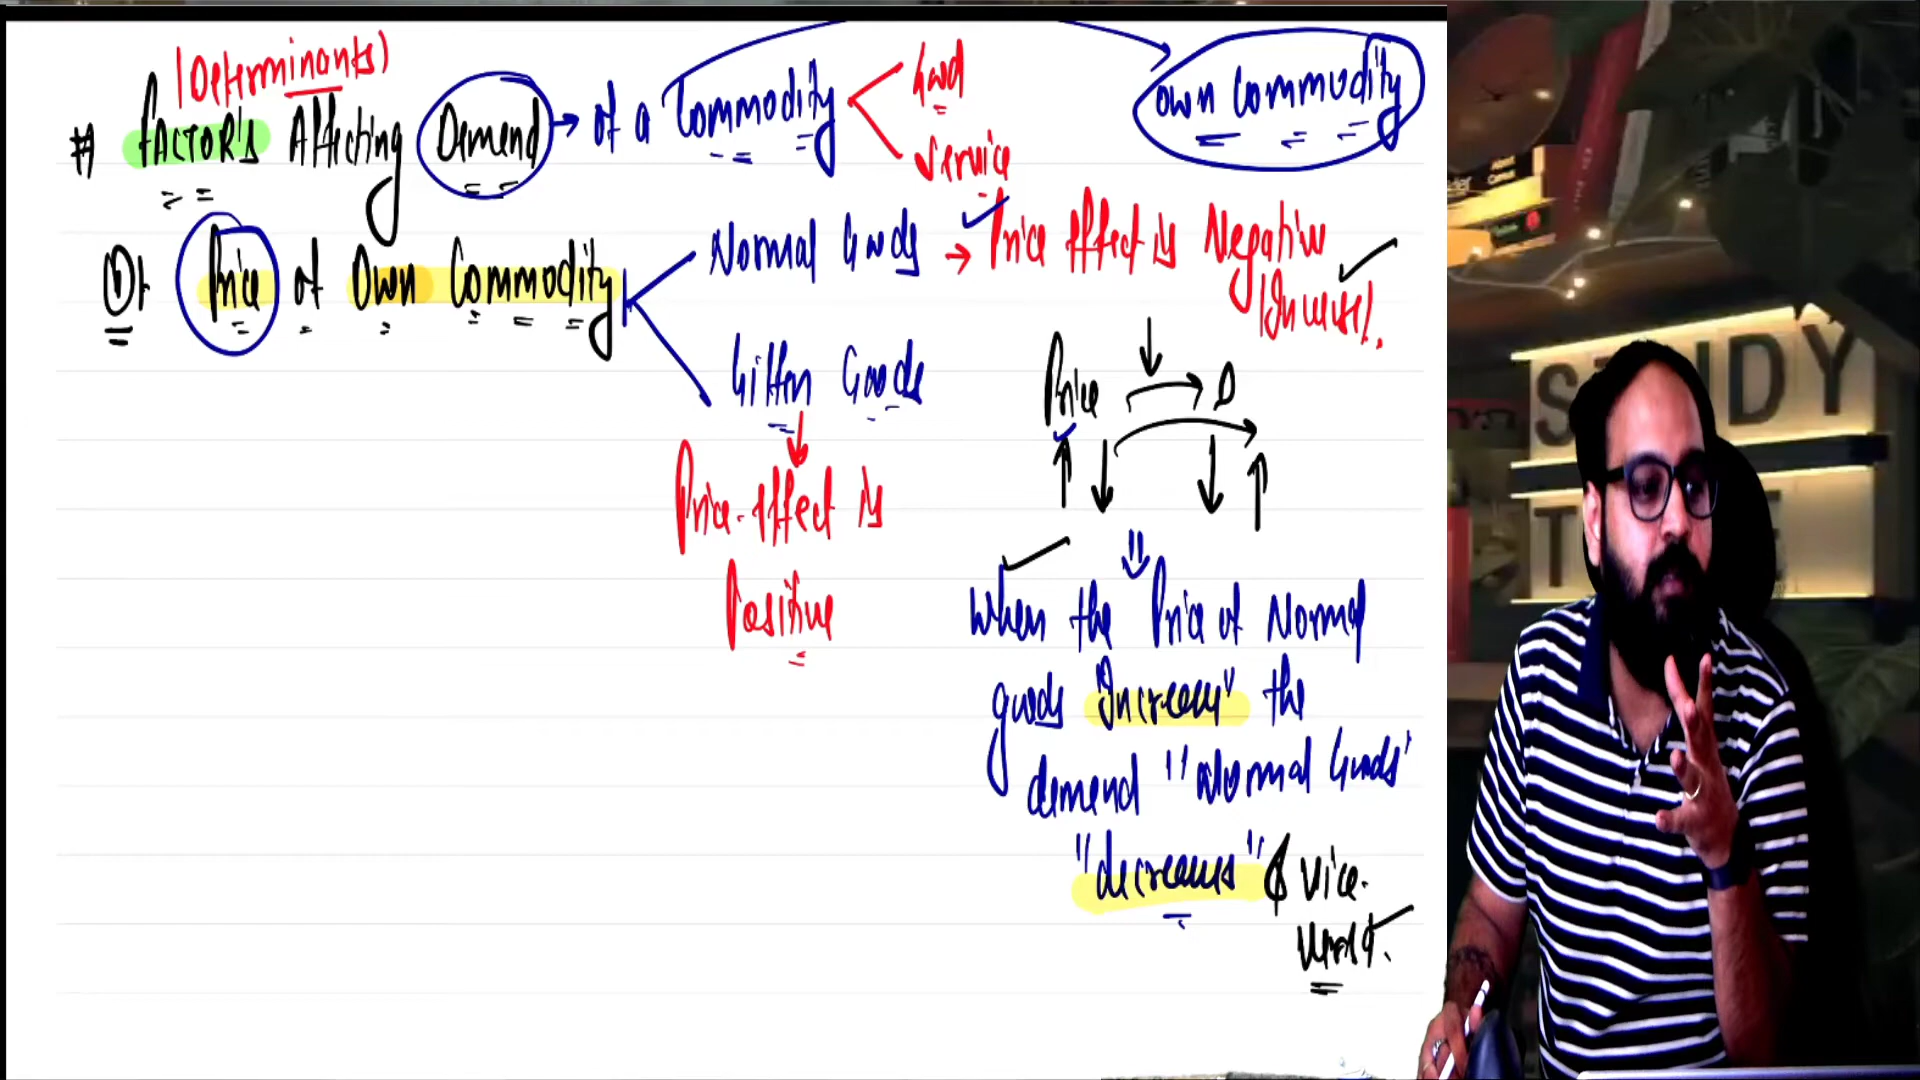 (Determinants)
# FACTOR'S Affecting Demand → of a Commodity
Good
Service
Own Commodity
① Price of Own Commodity
Normal Goods → Price Effect is Negative
(Inverse).
Giffen Goods
Price-effect is
Positive
Price D
When the Price of Normal
goods "Increases" the
demend "Normal Goods"
"decreases" & Vice-
Versa.
STUDY